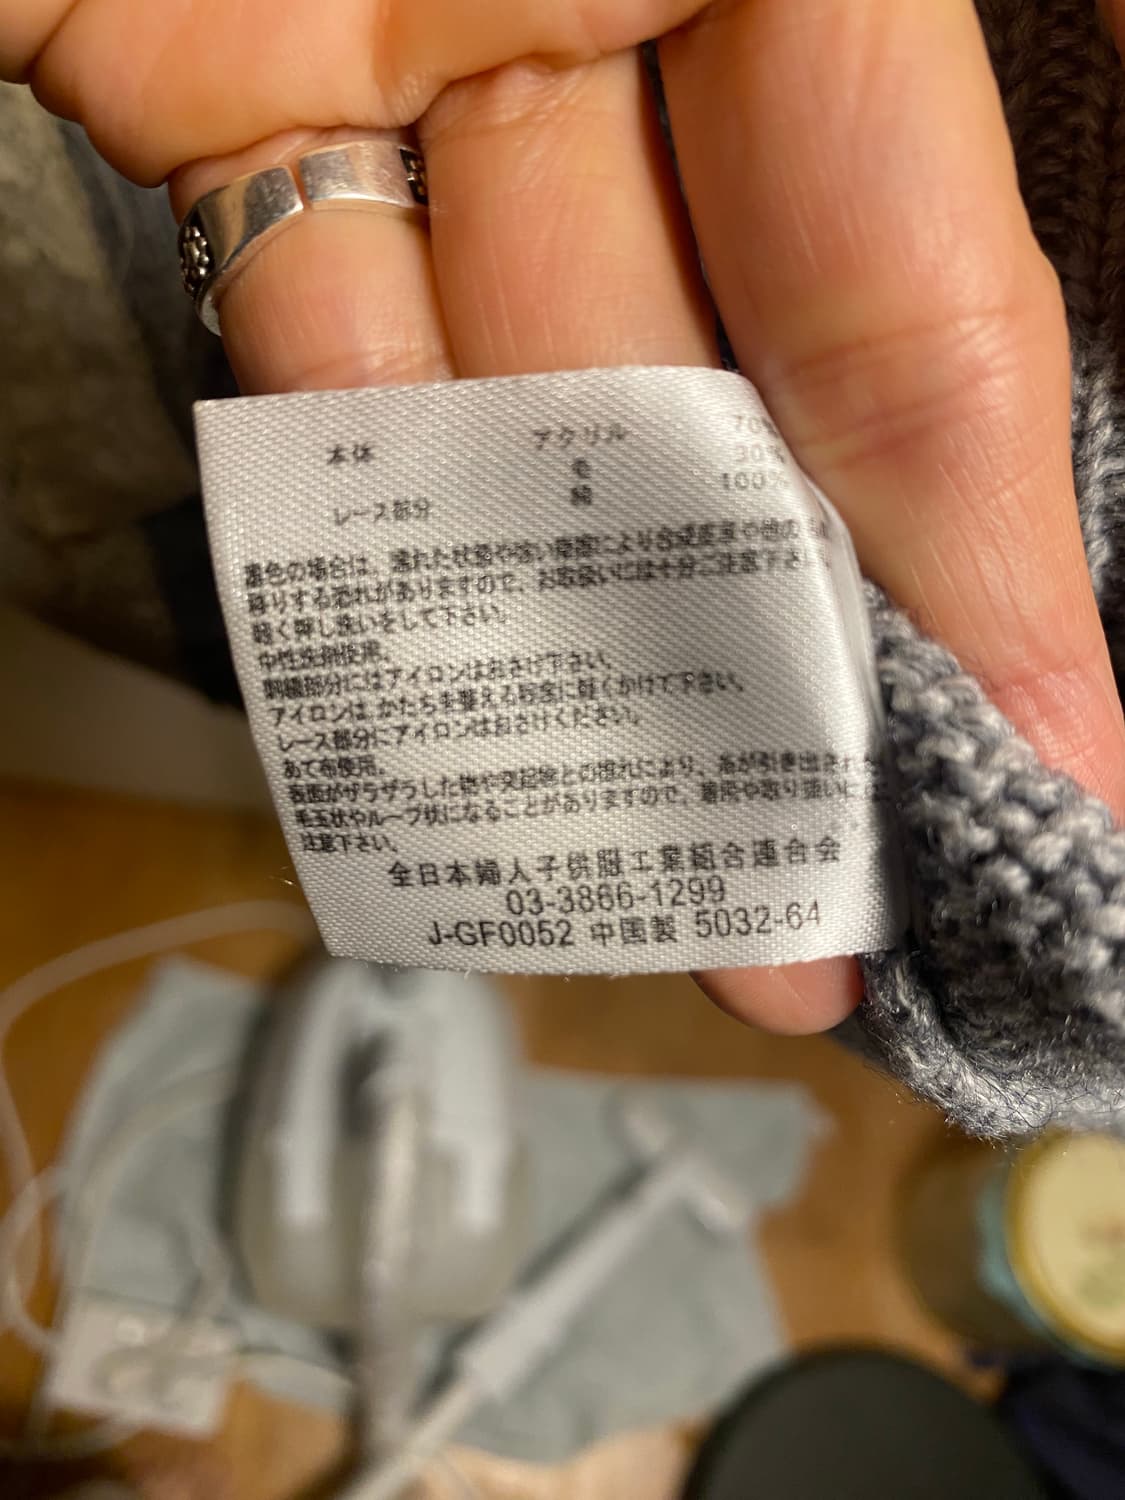 本体 アクリル 70%
毛 30%
レース部分 綿 100%
濃色の場合は、濡れた状態や強い摩擦により合成皮革や他の
移りする恐れがありますので、お取扱いには十分ご注意下さい。
軽く押し洗いをして下さい。
中性洗剤使用。
刺繍部分にはアイロンはおさけ下さい。
アイロンは かたちを整える程度に軽くかけて下さい。
レース部分にアイロンはおさけください。
あて布使用。
表面がザラザラした物や突起物との擦れにより、糸が引き出され
毛玉状やループ状になることがありますので、着用や取り扱いに
注意下さい。
全日本婦人子供服工業組合連合会
03-3866-1299
J-GF0052 中国製 5032-64